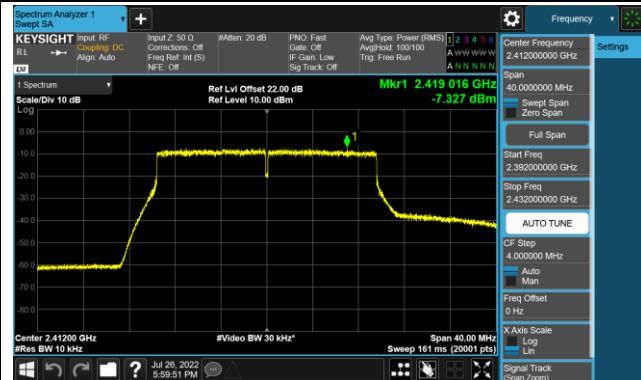 Spectrum Analyzer 1
Swept SA
+
Frequency
KEYSIGHT
RL
LXI
Input: RF
Coupling: DC
Align: Auto
Input Z: 50 Ω
Corrections: Off
Freq Ref: Int (S)
NFE: Off
#Atten: 20 dB
PNO: Fast
Gate: Off
IF Gain: Low
Sig Track: Off
Avg Type: Power (RMS)
Avg|Hold: 100/100
Trig: Free Run
1 2 3 4 5 6
A W W W W W
A N N N N N
Settings
Center Frequency
2.412000000 GHz
Span
40.0000000 MHz
Swept Span
Zero Span
Full Span
Start Freq
2.392000000 GHz
Stop Freq
2.432000000 GHz
AUTO TUNE
CF Step
4.000000 MHz
Auto
Man
Freq Offset
0 Hz
X Axis Scale
Log
Lin
Signal Track
(Span Zoom)
1 Spectrum
Scale/Div 10 dB
Log
Ref Lvl Offset 22.00 dB
Ref Level 10.00 dBm
Mkr1 2.419 016 GHz
-7.327 dBm
1
0.00
-10.0
-20.0
-30.0
-40.0
-50.0
-60.0
-70.0
-80.0
Center 2.41200 GHz
#Res BW 10 kHz
#Video BW 30 kHz*
Span 40.00 MHz
Sweep 161 ms (20001 pts)
?
Jul 26, 2022
5:59:51 PM